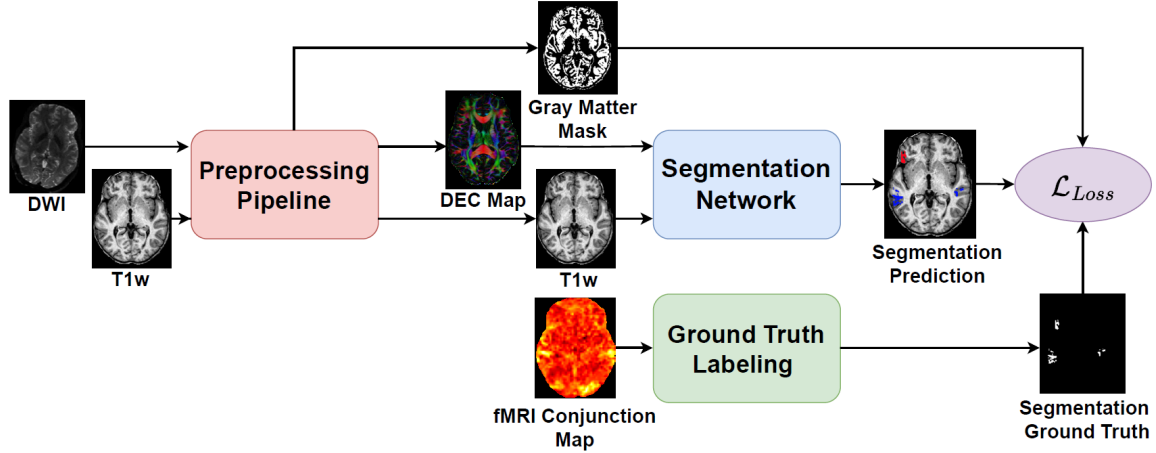 Gray Matter
Mask
DWI
Preprocessing
Pipeline
DEC Map
Segmentation
Network
T1w
T1w
Segmentation
Prediction
ℒ_Loss
fMRI Conjunction
Map
Ground Truth
Labeling
Segmentation
Ground Truth